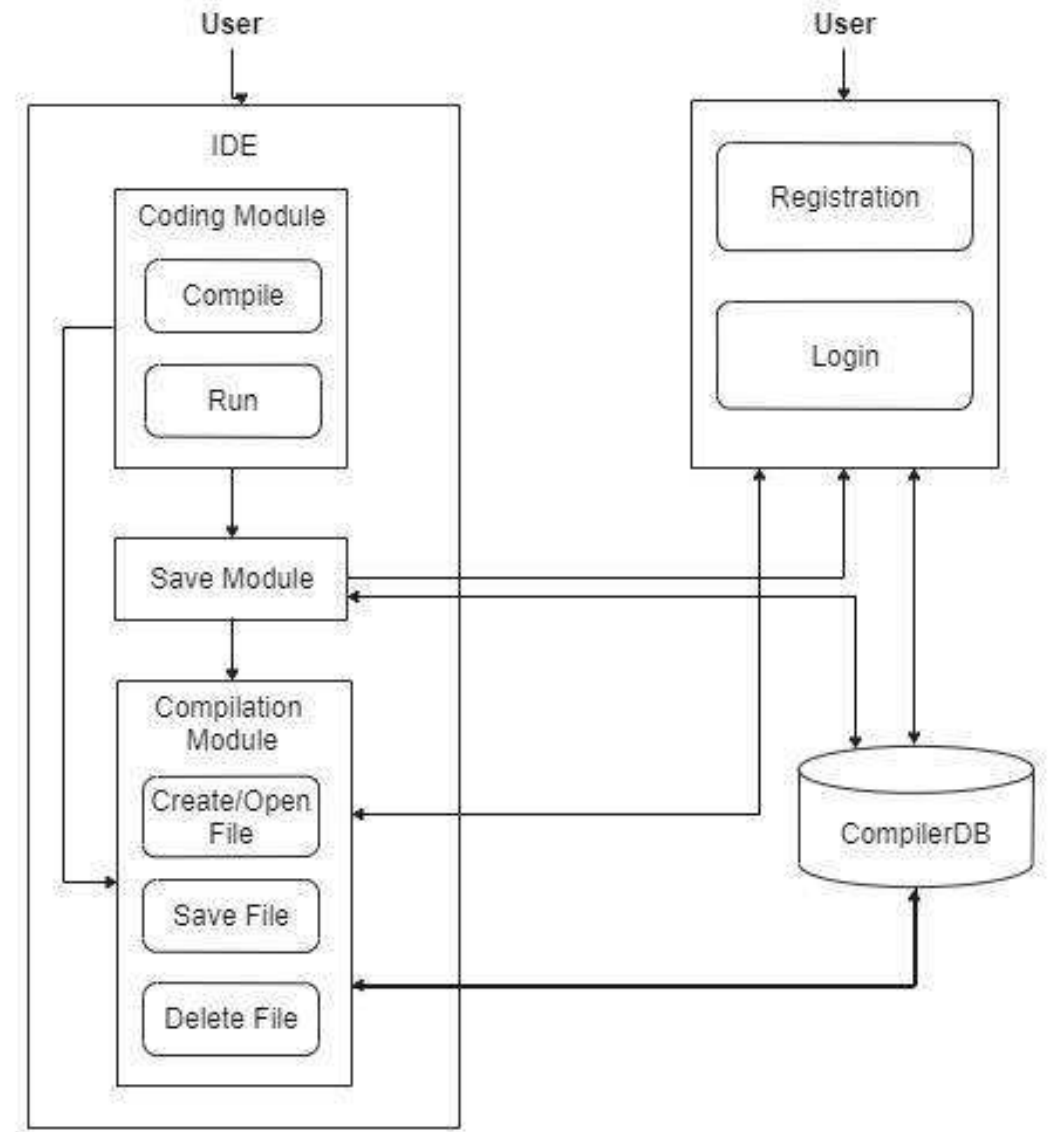 User
User
IDE
Coding Module
Compile
Run
Save Module
Compilation
Module
Create/Open
File
Save File
Delete File
Registration
Login
CompilerDB